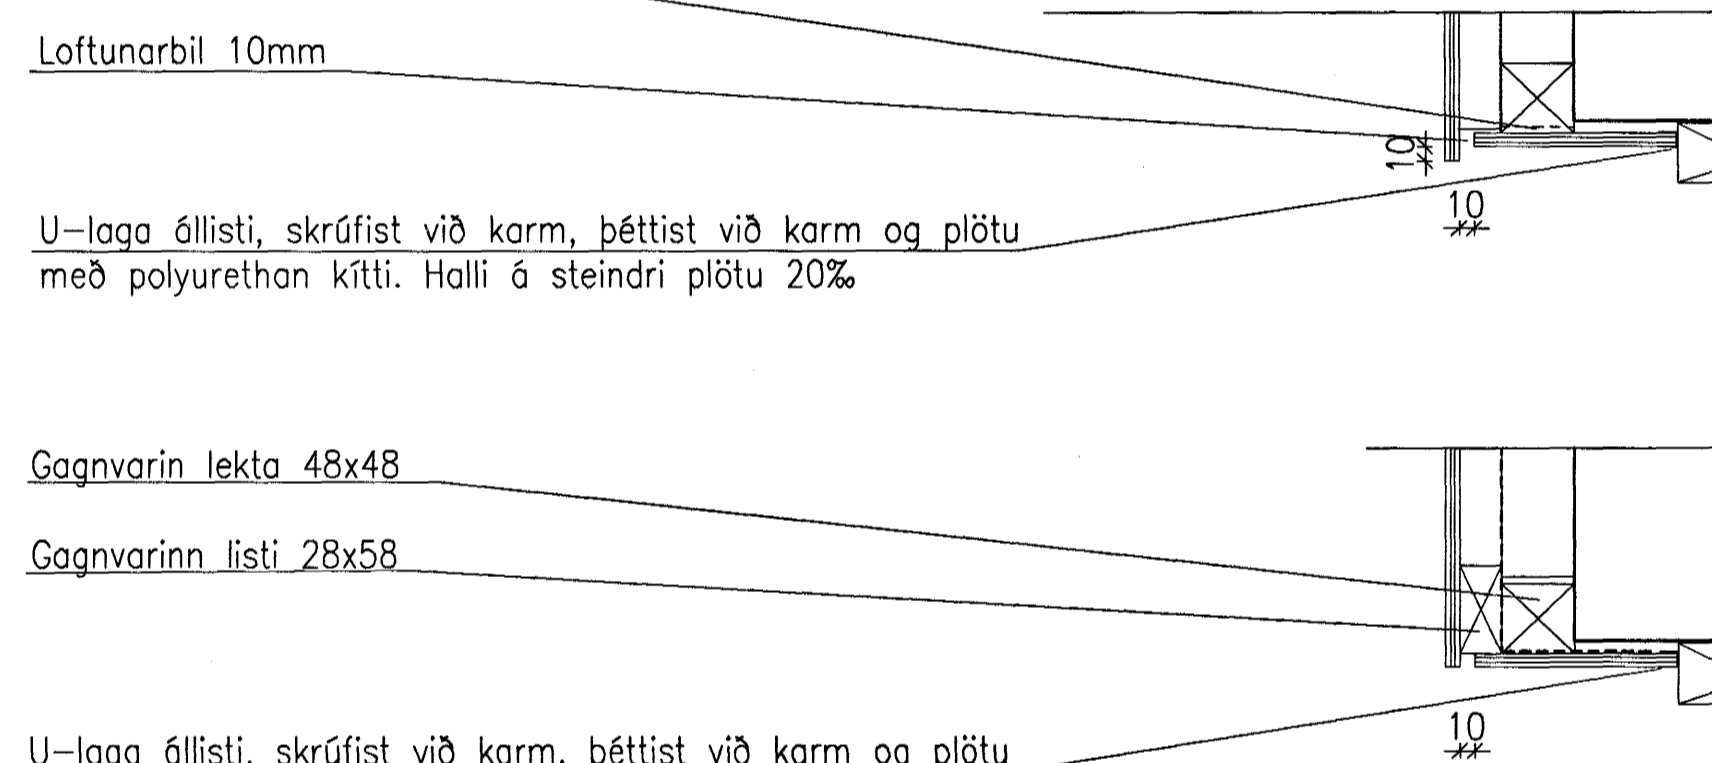 Loftunarbil 10mm
10
10
U-laga állisti, skrúfist við karm, þéttist við karm og plötu
með polyurethan kítti. Halli á steindri plötu 20‰
Gagnvarin lekta 48x48
Gagnvarinn listi 28x58
10
U-laga állisti, skrúfist við karm, þéttist við karm og plötu